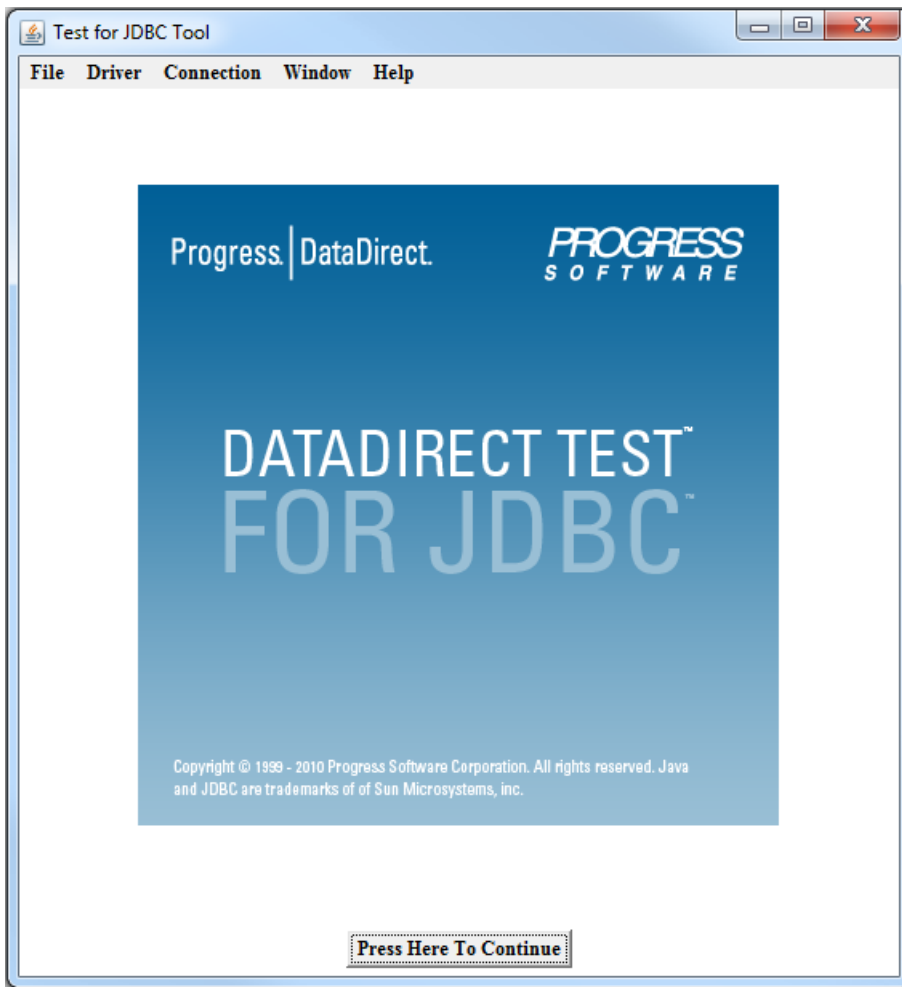 Test for JDBC Tool
File Driver Connection Window Help
Progress. | DataDirect.
PROGRESS
SOFTWARE
DATADIRECT TEST™
FOR JDBC™
Copyright © 1999 - 2010 Progress Software Corporation. All rights reserved. Java
and JDBC are trademarks of of Sun Microsystems, inc.
Press Here To Continue